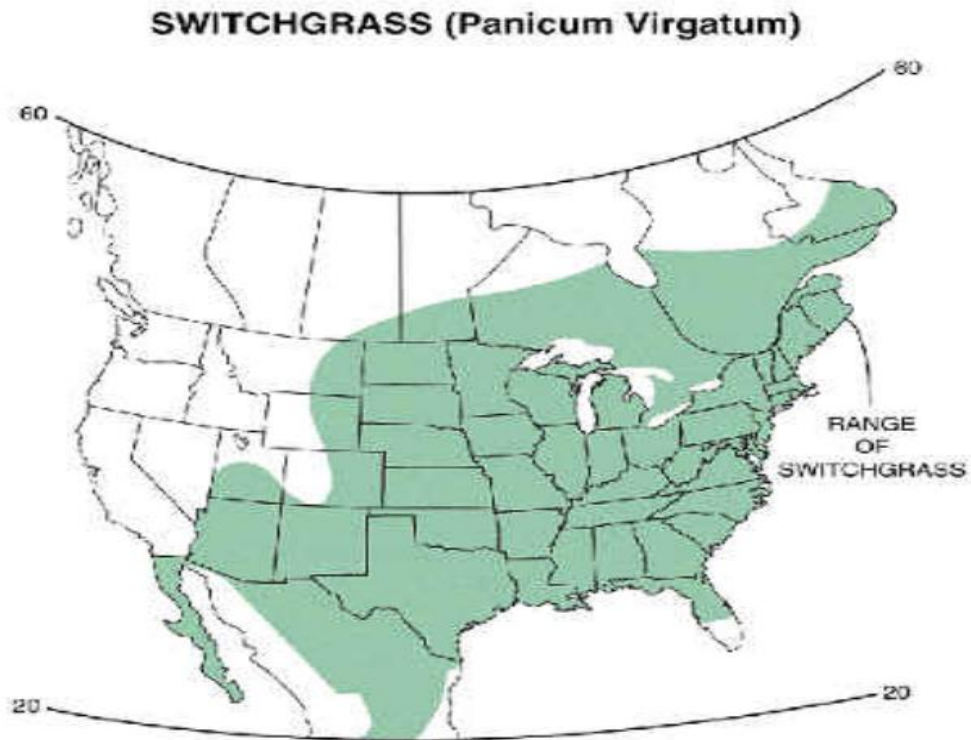 SWITCHGRASS (Panicum Virgatum)
60
60
RANGE
OF
SWITCHGRASS
20
20